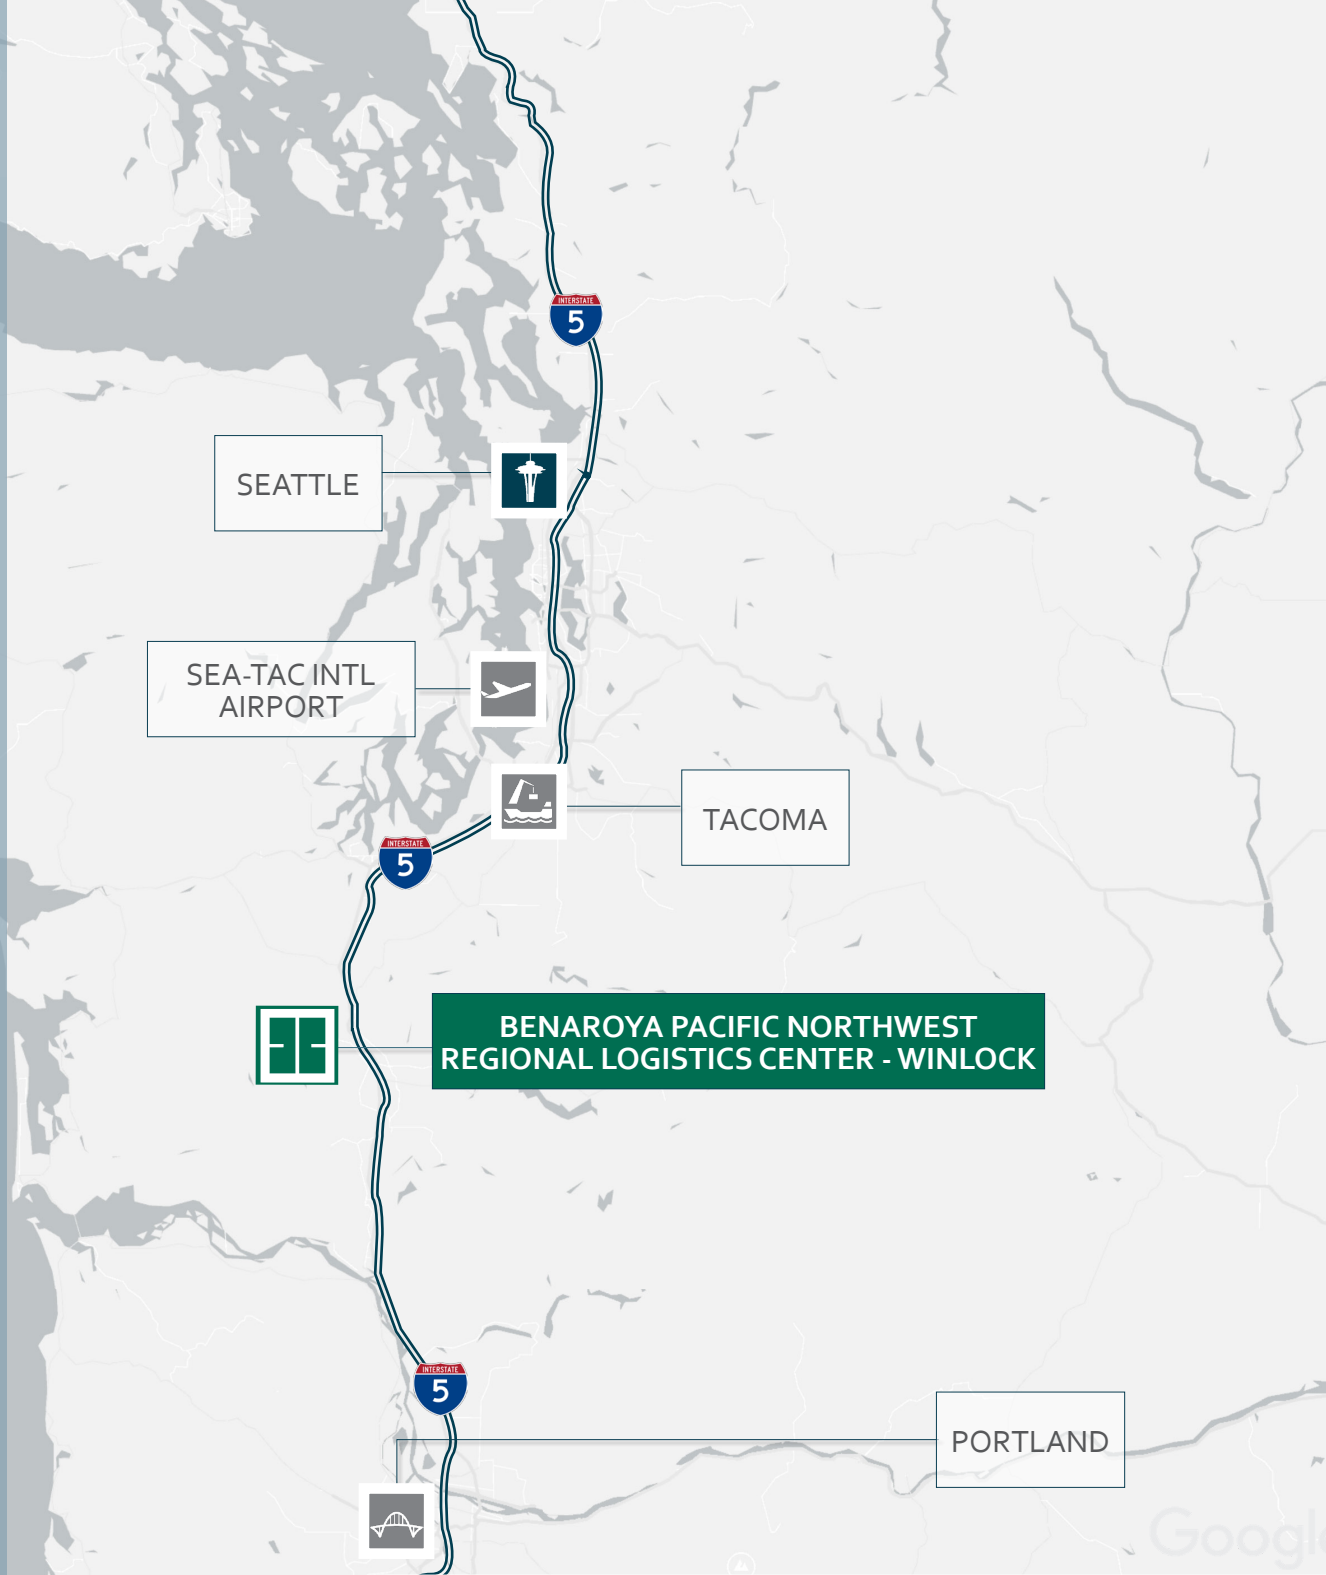 INTERSTATE
5
SEATTLE
SEA-TAC INTL
AIRPORT
TACOMA
INTERSTATE
5
BENAROYA PACIFIC NORTHWEST
REGIONAL LOGISTICS CENTER - WINLOCK
INTERSTATE
5
PORTLAND
Google